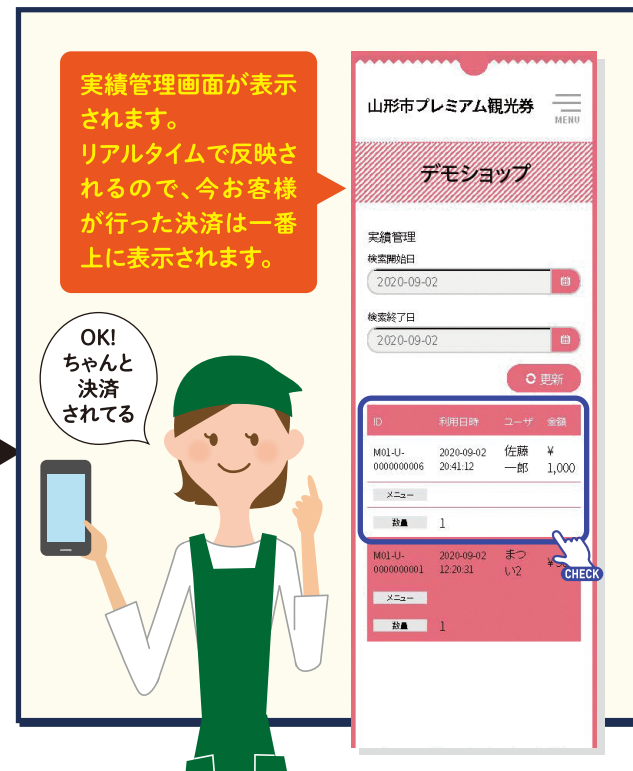 実績管理画面が表示
されます。
リアルタイムで反映さ
れるので、今お客様
が行った決済は一番
上に表示されます。
OK!
ちゃんと
決済
されてる
山形市プレミアム観光券
MENU
デモショップ
実績管理
検索開始日
2020-09-02
検索終了日
2020-09-02
更新
ID 利用日時 ユーザ 金額
M01-U- 2020-09-02 佐藤 ¥
0000000006 20:41:12 一郎 1,000
メニュー
数量 1
M01-U- 2020-09-02 まつ
0000000001 12:20:31 い2 ¥
CHECK
メニュー
数量 1